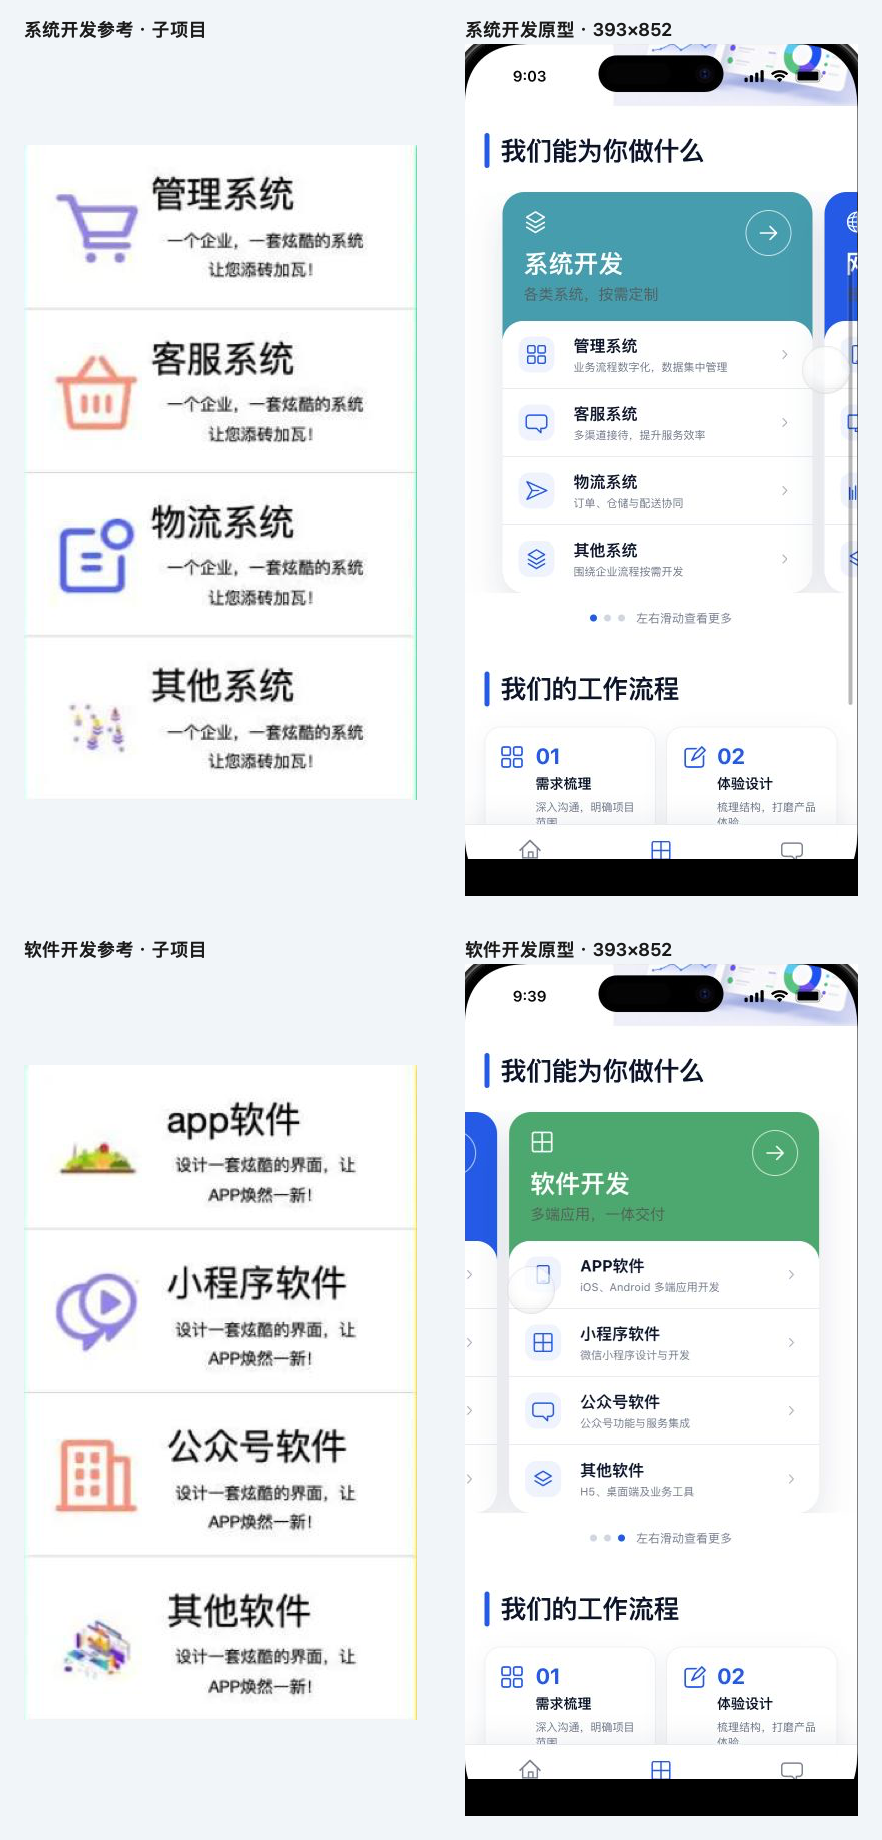 系统开发参考 · 子项目
管理系统
一个企业，一套炫酷的系统
让您添砖加瓦！
客服系统
一个企业，一套炫酷的系统
让您添砖加瓦！
物流系统
一个企业，一套炫酷的系统
让您添砖加瓦！
其他系统
一个企业，一套炫酷的系统
让您添砖加瓦！
系统开发原型 · 393×852
9:03
我们能为你做什么
系统开发
各类系统，按需定制
管理系统
业务流程数字化，数据集中管理
客服系统
多渠道接待，提升服务效率
物流系统
订单、仓储与配送协同
其他系统
围绕企业流程按需开发
左右滑动查看更多
我们的工作流程
01
需求梳理
深入沟通，明确项目
范围
02
体验设计
梳理结构，打磨产品
体验
软件开发参考 · 子项目
app软件
设计一套炫酷的界面，让
APP焕然一新！
小程序软件
设计一套炫酷的界面，让
APP焕然一新！
公众号软件
设计一套炫酷的界面，让
APP焕然一新！
其他软件
设计一套炫酷的界面，让
APP焕然一新！
软件开发原型 · 393×852
9:39
我们能为你做什么
软件开发
多端应用，一体交付
APP软件
iOS、Android 多端应用开发
小程序软件
微信小程序设计与开发
公众号软件
公众号功能与服务集成
其他软件
H5、桌面端及业务工具
左右滑动查看更多
我们的工作流程
01
需求梳理
深入沟通，明确项目
范围
02
体验设计
梳理结构，打磨产品
体验